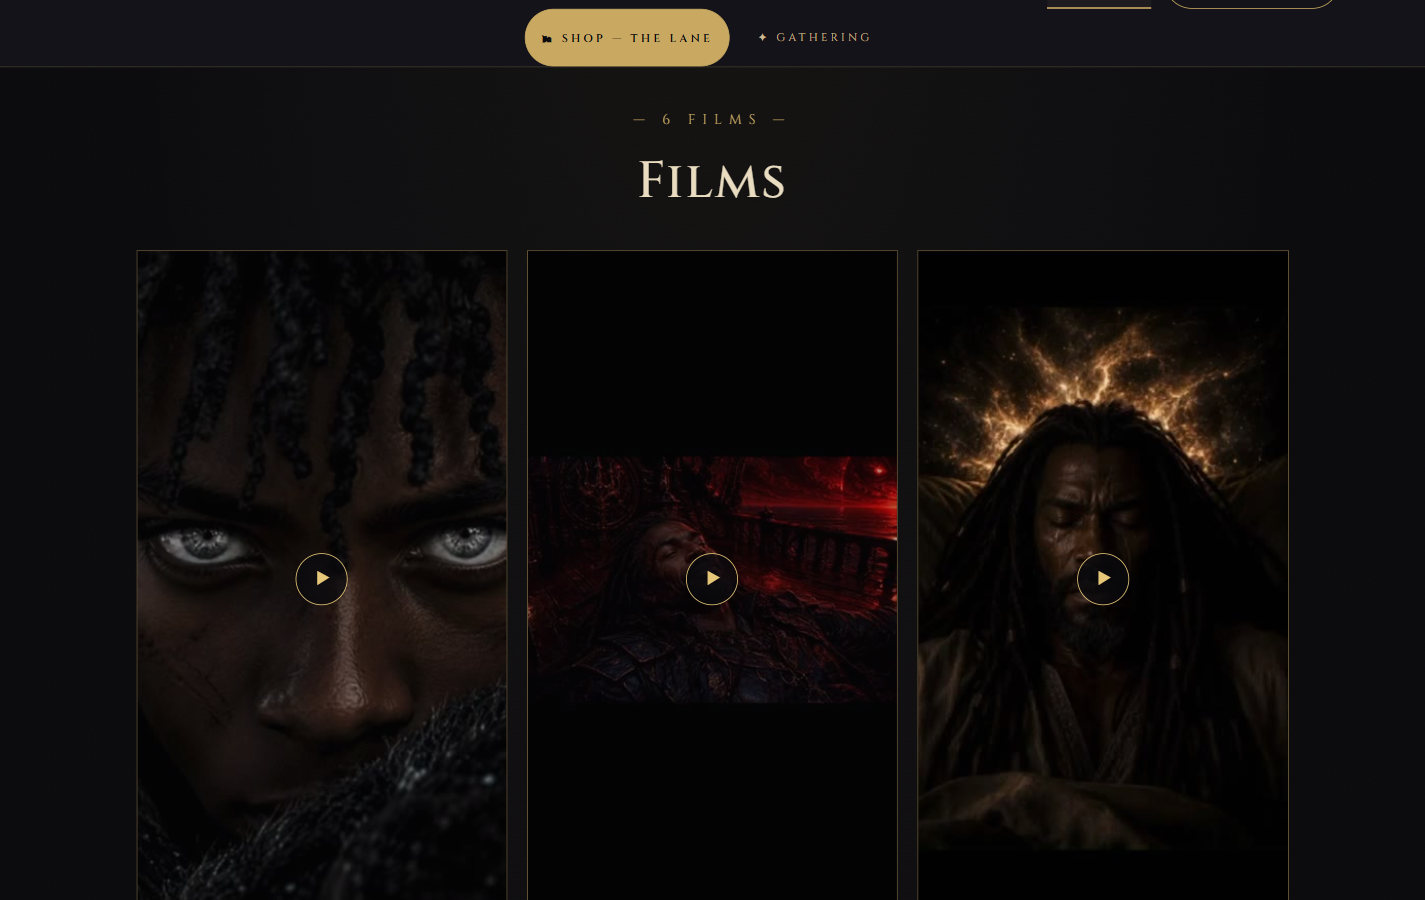 SHOP — THE LANE
✦ GATHERING
— 6 FILMS —
FILMS